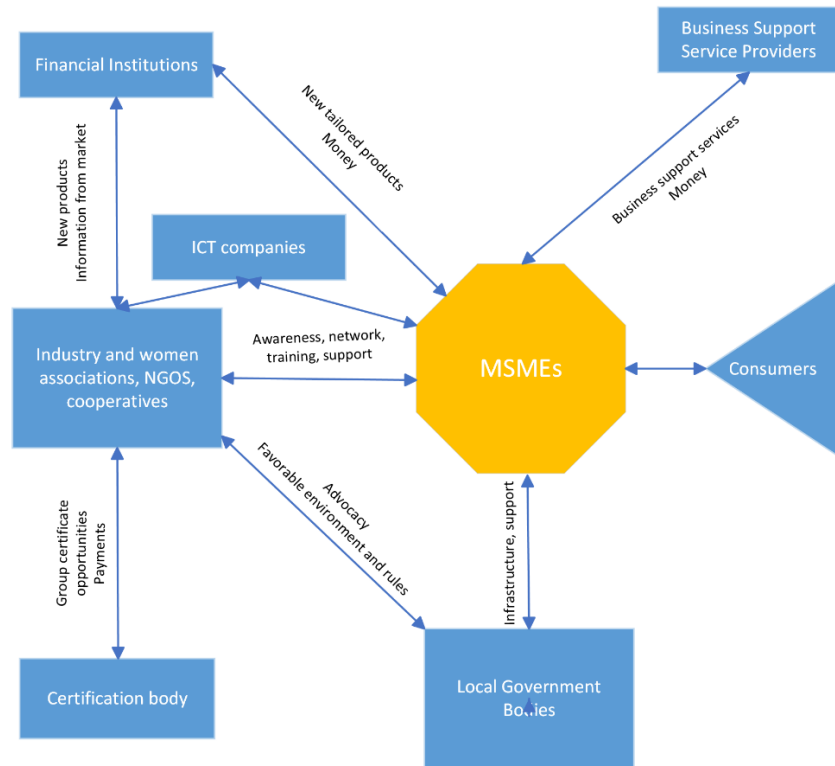 Business Support
Service Providers
Financial Institutions
New tailored products
Money
Business support services
Money
New products
Information from market
ICT companies
Awareness, network,
training, support
Industry and women
associations, NGOS,
cooperatives
MSMEs
Consumers
Advocacy
Favorable environment and rules
Infrastructure, support
Group certificate
opportunities
Payments
Certification body
Local Government
Bodies